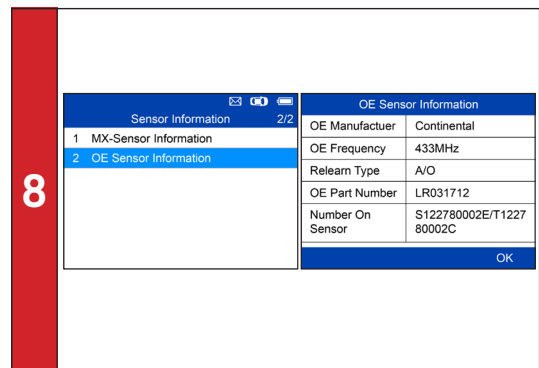 8
Sensor Information 2/2
1 MX-Sensor Information
2 OE Sensor Information
OE Sensor Information
OE Manufactuer Continental
OE Frequency 433MHz
Relearn Type A/O
OE Part Number LR031712
Number On Sensor S122780002E/T1227
80002C
OK